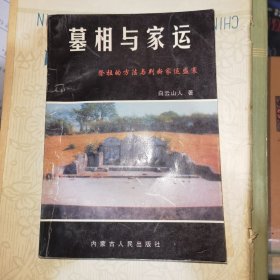 墓相与家运
祭祖的方法与判断家运盛衰
白云山人 著
内蒙古人民出版社